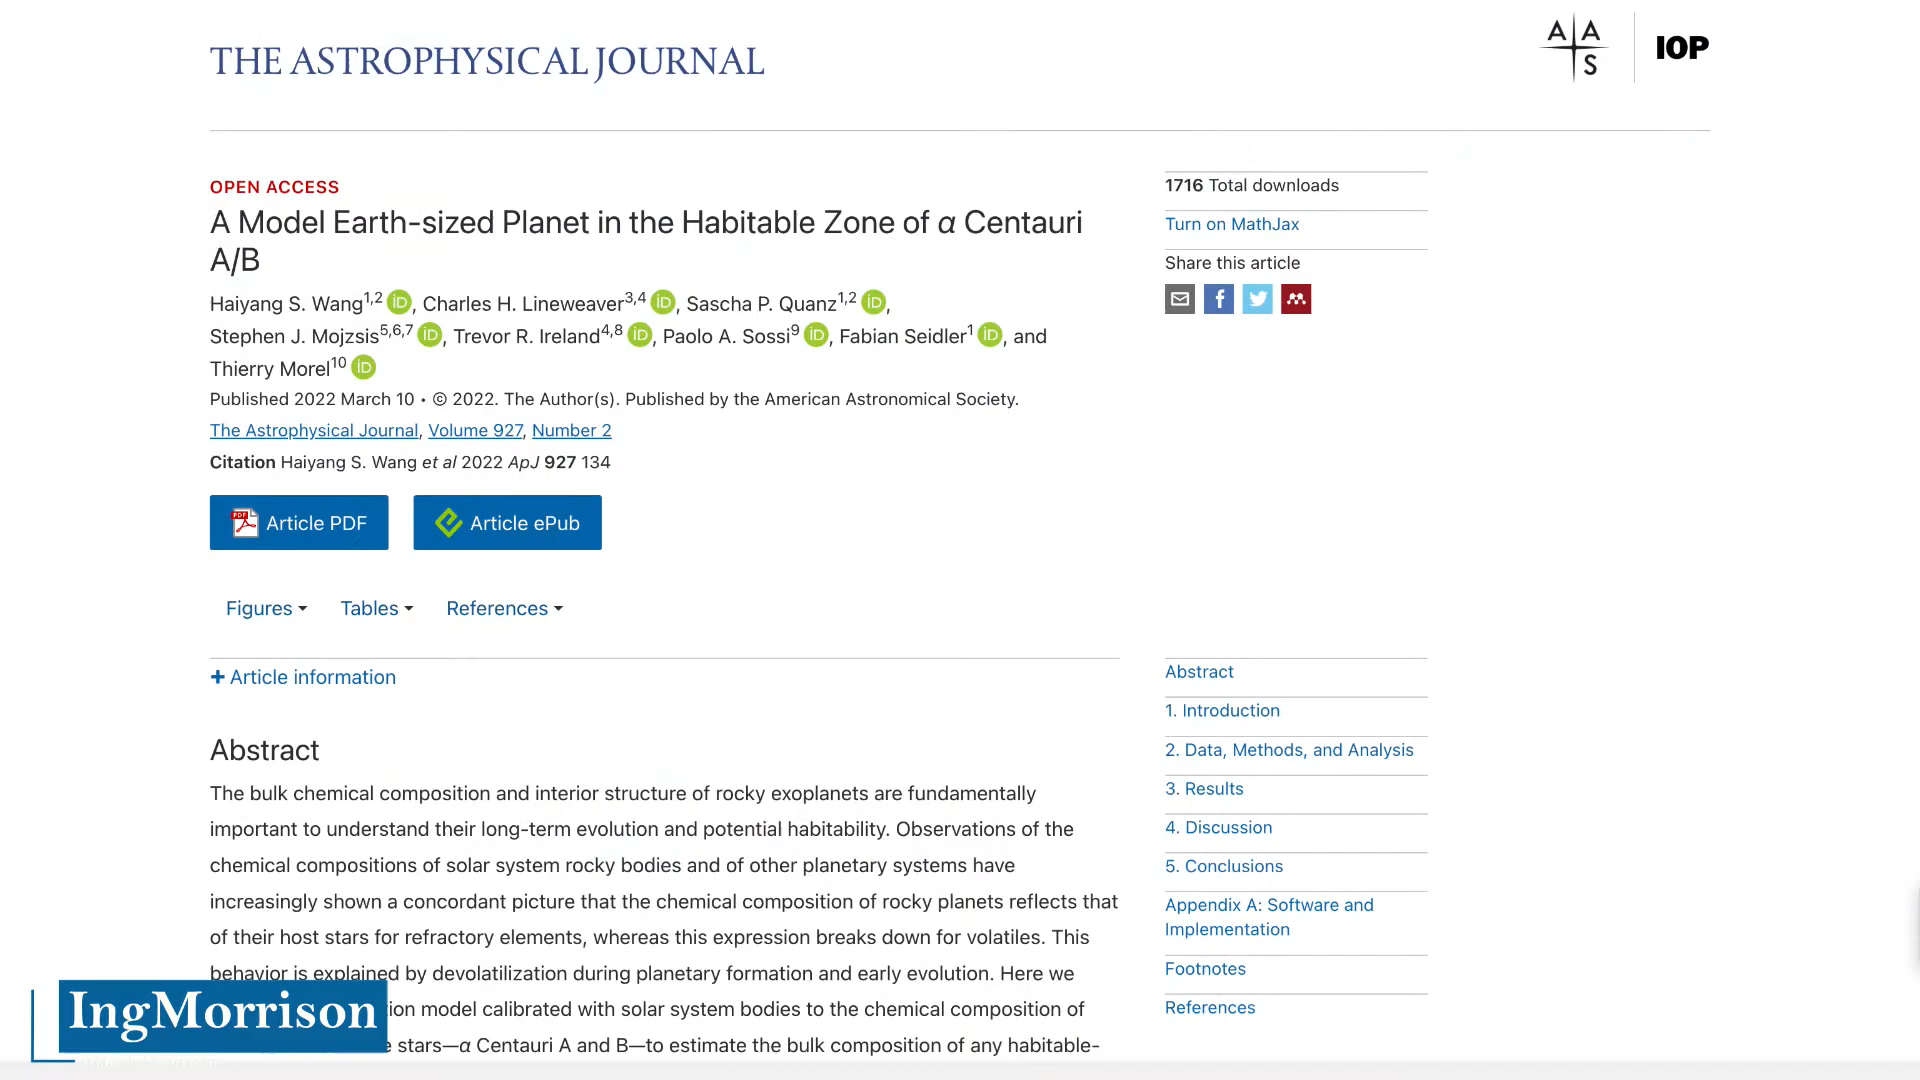 THE ASTROPHYSICAL JOURNAL
A A
S
IOP
OPEN ACCESS
A Model Earth-sized Planet in the Habitable Zone of α Centauri
A/B
Haiyang S. Wang1,2 iD, Charles H. Lineweaver3,4 iD, Sascha P. Quanz1,2 iD,
Stephen J. Mojzsis5,6,7 iD, Trevor R. Ireland4,8 iD, Paolo A. Sossi9 iD, Fabian Seidler1 iD, and
Thierry Morel10 iD
Published 2022 March 10 • © 2022. The Author(s). Published by the American Astronomical Society.
The Astrophysical Journal, Volume 927, Number 2
Citation Haiyang S. Wang et al 2022 ApJ 927 134
PDF Article PDF
Article ePub
Figures
Tables
References
1716 Total downloads
Turn on MathJax
Share this article
+ Article information
Abstract
The bulk chemical composition and interior structure of rocky exoplanets are fundamentally
important to understand their long-term evolution and potential habitability. Observations of the
chemical compositions of solar system rocky bodies and of other planetary systems have
increasingly shown a concordant picture that the chemical composition of rocky planets reflects that
of their host stars for refractory elements, whereas this expression breaks down for volatiles. This
behavior is explained by devolatilization during planetary formation and early evolution. Here we
ion model calibrated with solar system bodies to the chemical composition of
stars—α Centauri A and B—to estimate the bulk composition of any habitable-
Abstract
1. Introduction
2. Data, Methods, and Analysis
3. Results
4. Discussion
5. Conclusions
Appendix A: Software and
Implementation
Footnotes
References
IngMorrison